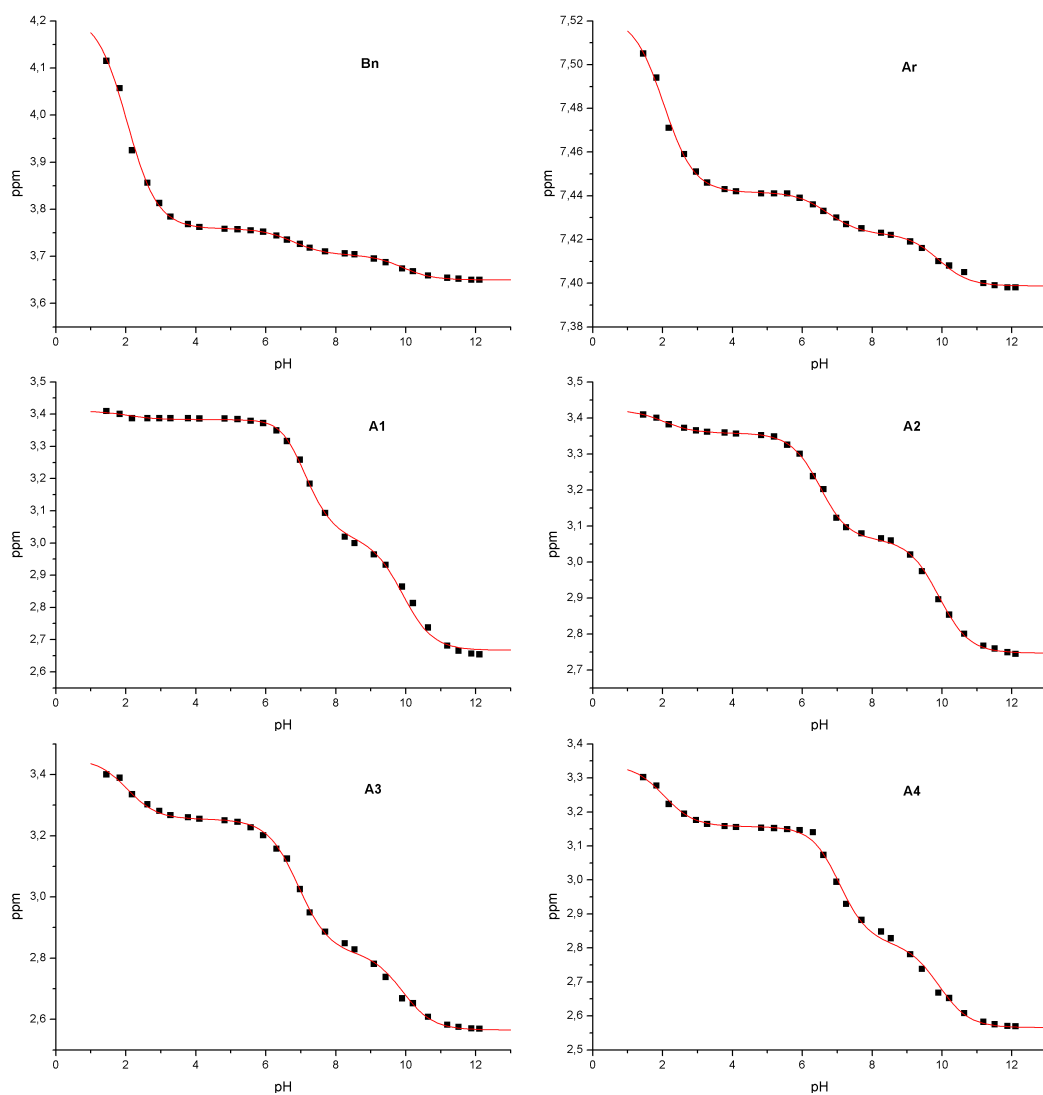 4,2
4,1
4,0
3,9
3,8
3,7
3,6
ppm
Bn
0 2 4 6 8 10 12
pH
7,52
7,50
7,48
7,46
7,44
7,42
7,40
7,38
ppm
Ar
0 2 4 6 8 10 12
pH
3,5
3,4
3,3
3,2
3,1
3,0
2,9
2,8
2,7
2,6
ppm
A1
0 2 4 6 8 10 12
pH
3,5
3,4
3,3
3,2
3,1
3,0
2,9
2,8
2,7
ppm
A2
0 2 4 6 8 10 12
pH
3,4
3,2
3,0
2,8
2,6
ppm
A3
0 2 4 6 8 10 12
pH
3,4
3,3
3,2
3,1
3,0
2,9
2,8
2,7
2,6
2,5
ppm
A4
0 2 4 6 8 10 12
pH